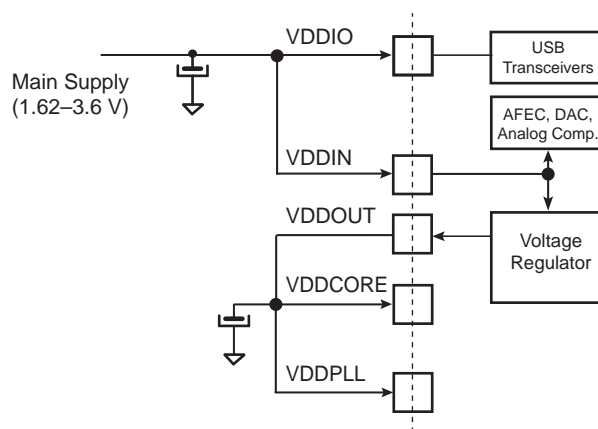 VDDIO
USB
Transceivers
Main Supply
(1.62–3.6 V)
AFEC, DAC,
Analog Comp.
VDDIN
VDDOUT
Voltage
Regulator
VDDCORE
VDDPLL